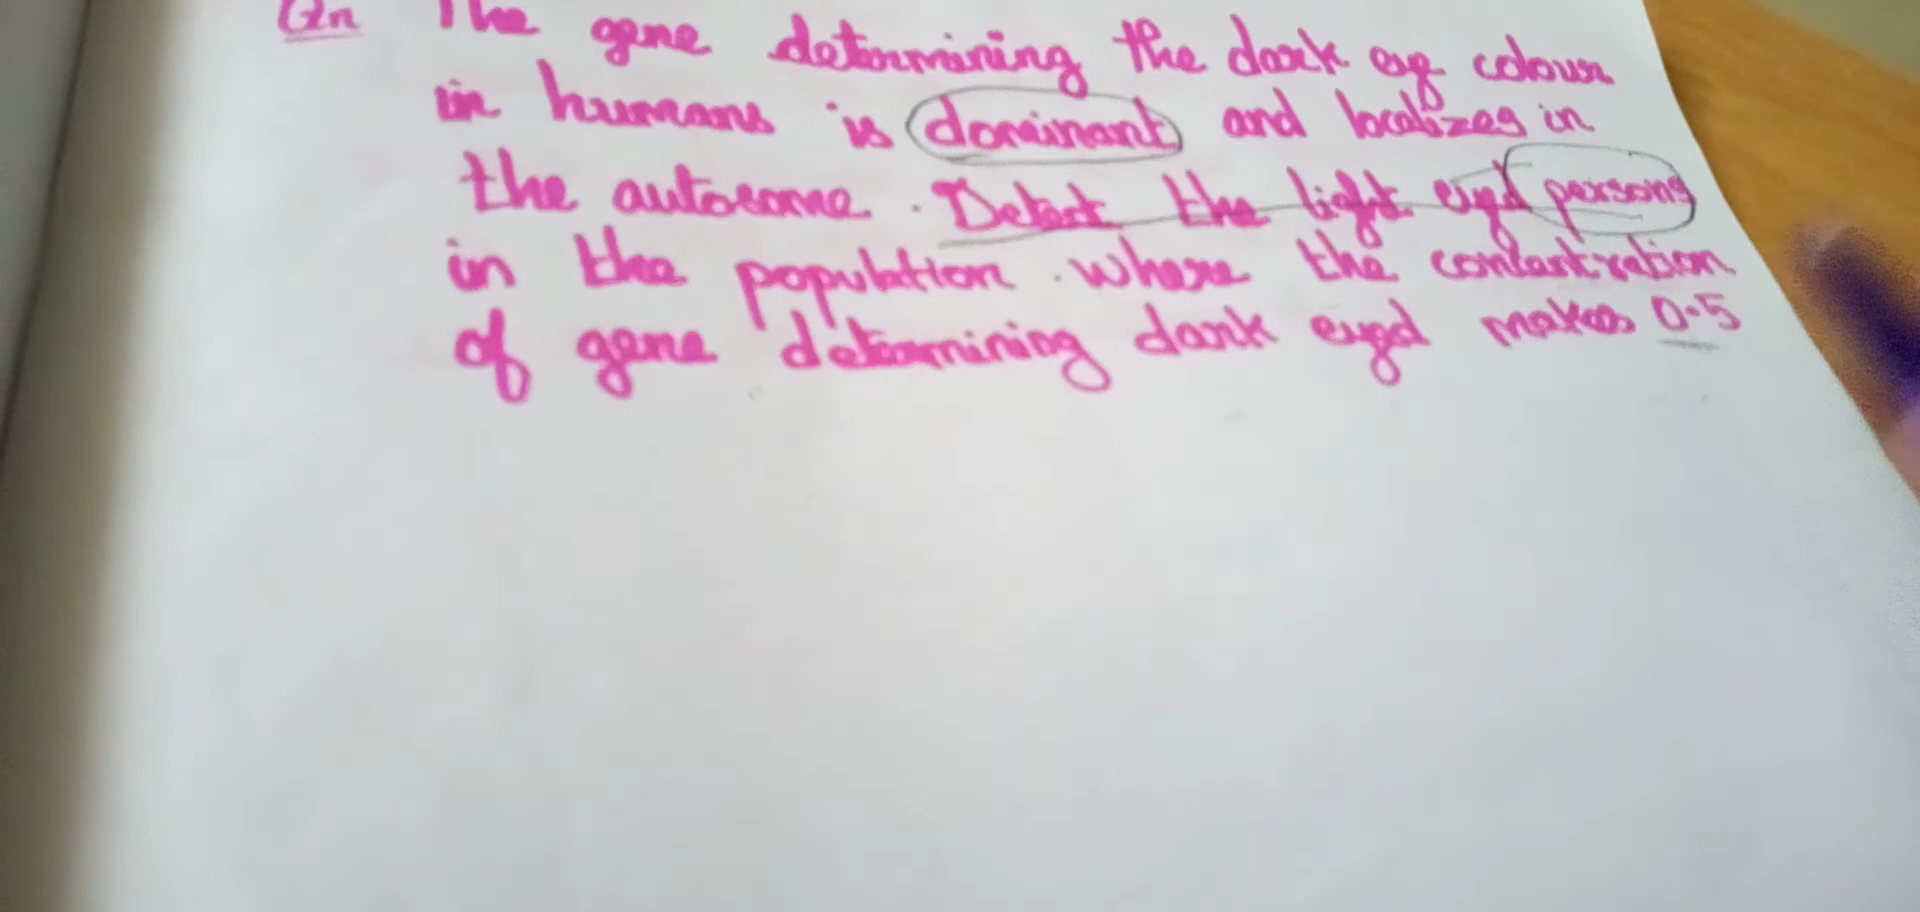 Qn The gene determining the dark eye colour
in humans is dominant and localizes in
the autosome. Detect the light eyed persons
in the population. where the contantration
of gene determining dark eyed makes 0.5